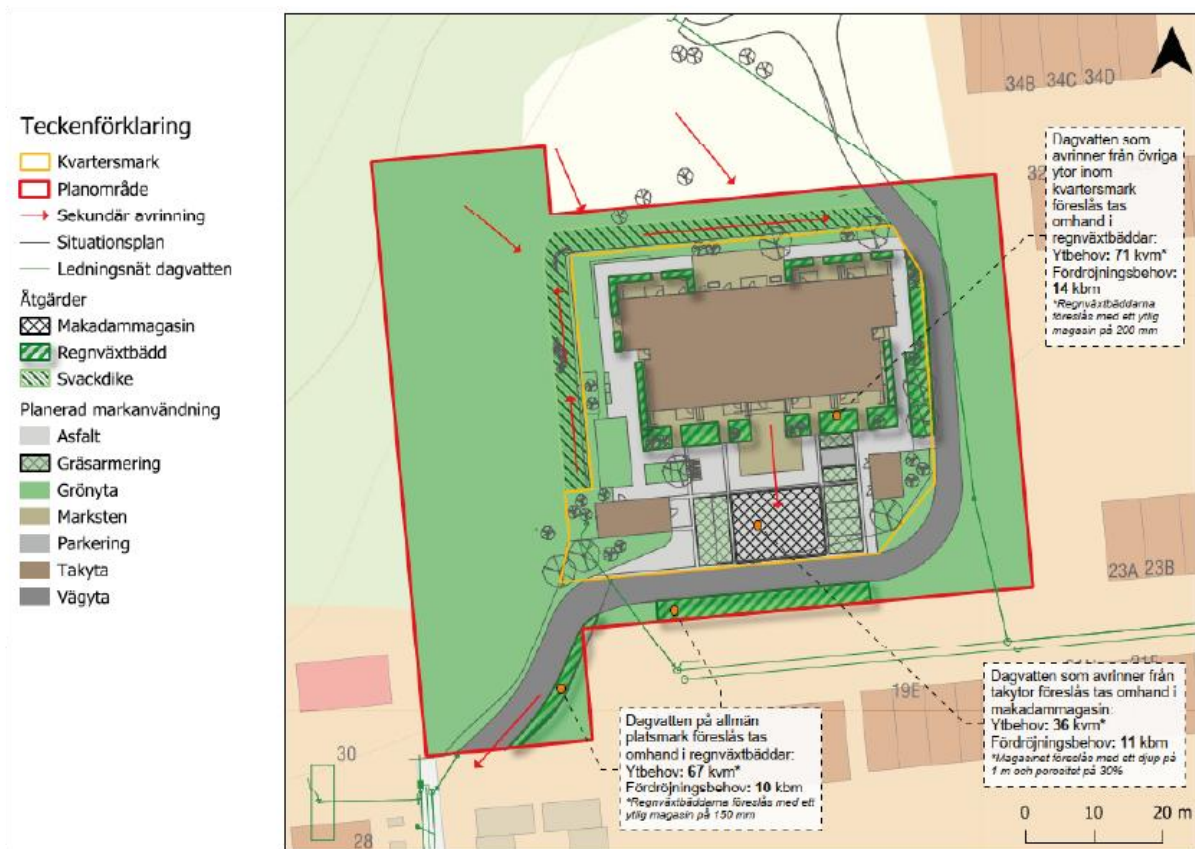 Teckenförklaring
Kvartersmark
Planområde
Sekundär avrinning
Situationsplan
Ledningsnät dagvatten
Åtgärder
Makadammagasin
Regnväxtbädd
Svackdike
Planerad markanvändning
Asfalt
Gräsarmering
Grönyta
Marksten
Parkering
Takyta
Vägyta
34B 34C 34D
Dagvatten som
avrinner från övriga
ytor inom
kvartersmark
föreslås tas
omhand i
regnväxtbäddar:
Ytbehov: 71 kvm*
Fördröjningsbehov:
14 kbm
*Regnväxtbäddarna
föreslås med ett ytlig
magasin på 200 mm
23A 23B
19E
Dagvatten som avrinner från
takytor föreslås tas omhand i
makadammagasin:
Ytbehov: 36 kvm*
Fördröjningsbehov: 11 kbm
*Magasinet föreslås med ett djup på
1 m och porositet på 30%
Dagvatten på allmän
platsmark föreslås tas
omhand i regnväxtbäddar:
Ytbehov: 67 kvm*
Fördröjningsbehov: 10 kbm
*Regnväxtbäddarna föreslås med ett
ytlig magasin på 150 mm
30
28
0 10 20 m